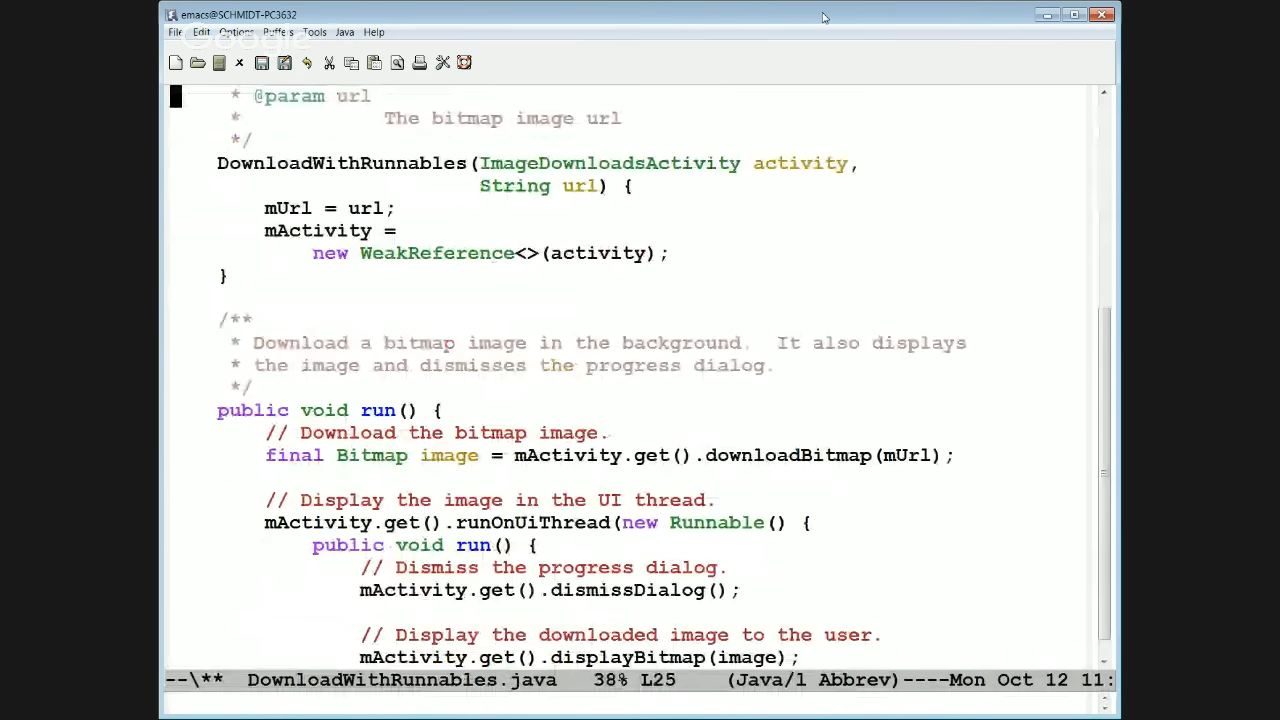 emacs@SCHMIDT-PC3632
File Edit Options Buffers Tools Java Help
Google
* @param url
* The bitmap image url
*/
DownloadWithRunnables(ImageDownloadsActivity activity,
String url) {
mUrl = url;
mActivity =
new WeakReference<>(activity);
}
/**
* Download a bitmap image in the background. It also displays
* the image and dismisses the progress dialog.
*/
public void run() {
// Download the bitmap image.
final Bitmap image = mActivity.get().downloadBitmap(mUrl);
// Display the image in the UI thread.
mActivity.get().runOnUiThread(new Runnable() {
public void run() {
// Dismiss the progress dialog.
mActivity.get().dismissDialog();
// Display the downloaded image to the user.
mActivity.get().displayBitmap(image);
--\** DownloadWithRunnables.java 38% L25 (Java/l Abbrev)----Mon Oct 12 11: